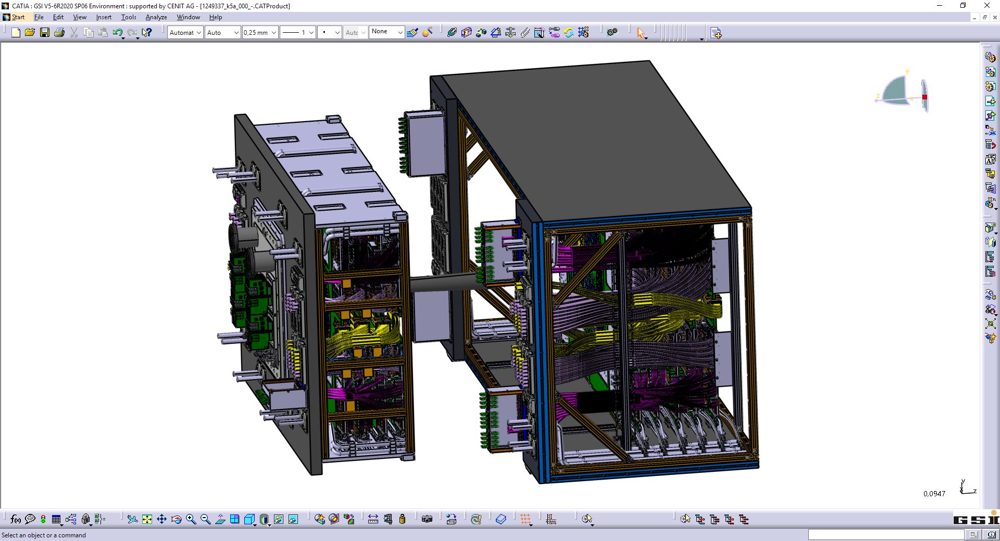 CATIA : GSI V5-6R2020 SP06 Environment : supported by CENIT AG - [1249337_k5a_000_-.CATProduct]
Start File Edit View Insert Tools Analyze Window Help
Automat Auto 0,25 mm 1 Auto None
y
z x
0,0947
y
z
f(x)
GSI
Select an object or a command